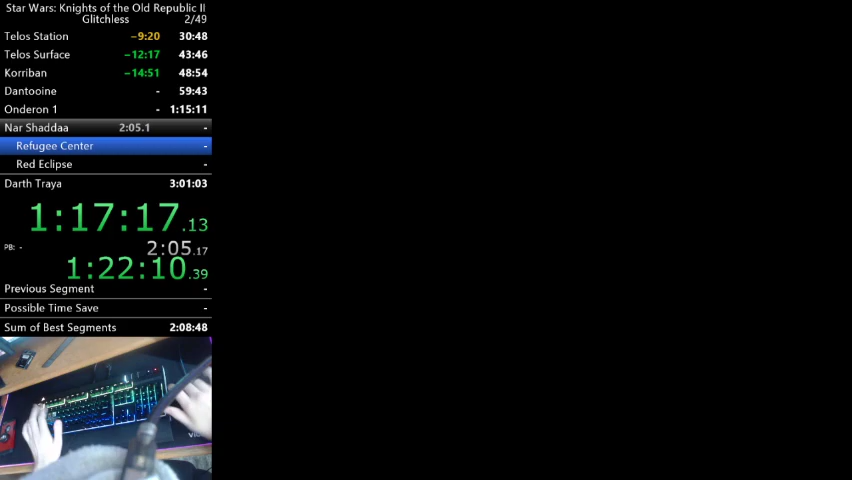 Star Wars: Knights of the Old Republic II
Glitchless 2/49
Telos Station −9:20 30:48
Telos Surface −12:17 43:46
Korriban −14:51 48:54
Dantooine - 59:43
Onderon 1 - 1:15:11
Nar Shaddaa 2:05.1 -
Refugee Center -
Red Eclipse -
Darth Traya 3:01:03
1:17:17.13
PB: - 2:05.17
1:22:10.39
Previous Segment -
Possible Time Save -
Sum of Best Segments 2:08:48